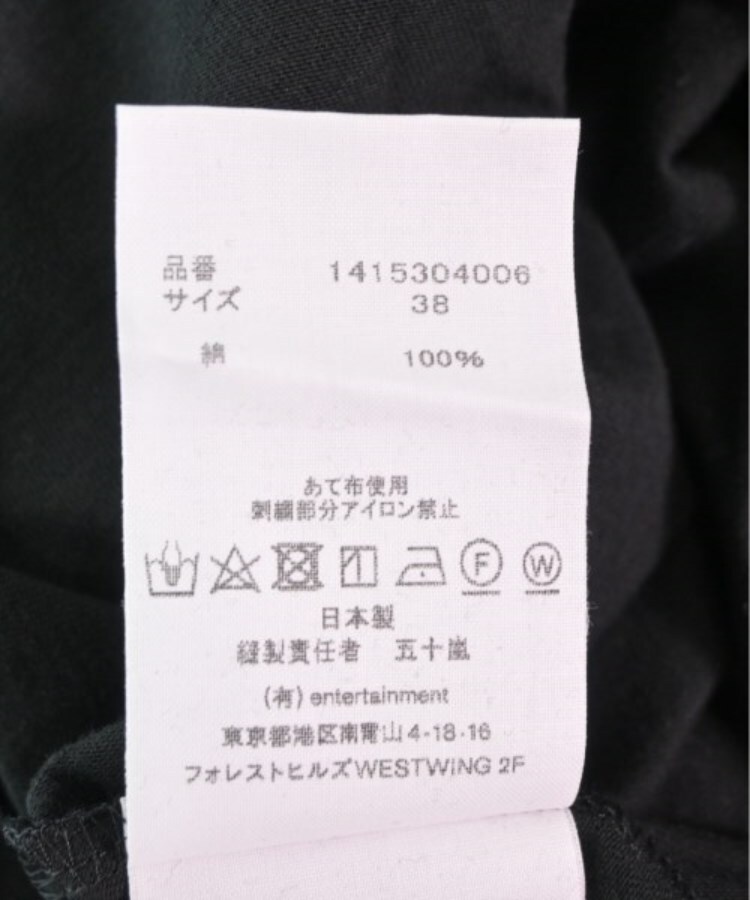 品番 1415304006
サイズ 38
綿 100%
あて布使用
刺繍部分アイロン禁止
F W
日本製
縫製責任者 五十嵐
(有) entertainment
東京都港区南青山4-18-16
フォレストヒルズWESTWING 2F